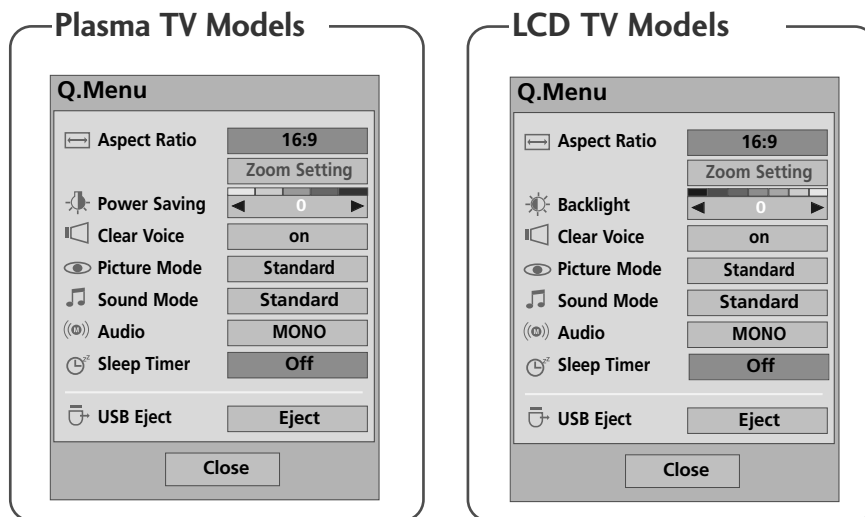 Plasma TV Models
Q.Menu
Aspect Ratio 16:9
Zoom Setting
Power Saving 0
Clear Voice on
Picture Mode Standard
Sound Mode Standard
Audio MONO
Sleep Timer Off
USB Eject Eject
Close
LCD TV Models
Q.Menu
Aspect Ratio 16:9
Zoom Setting
Backlight 0
Clear Voice on
Picture Mode Standard
Sound Mode Standard
Audio MONO
Sleep Timer Off
USB Eject Eject
Close